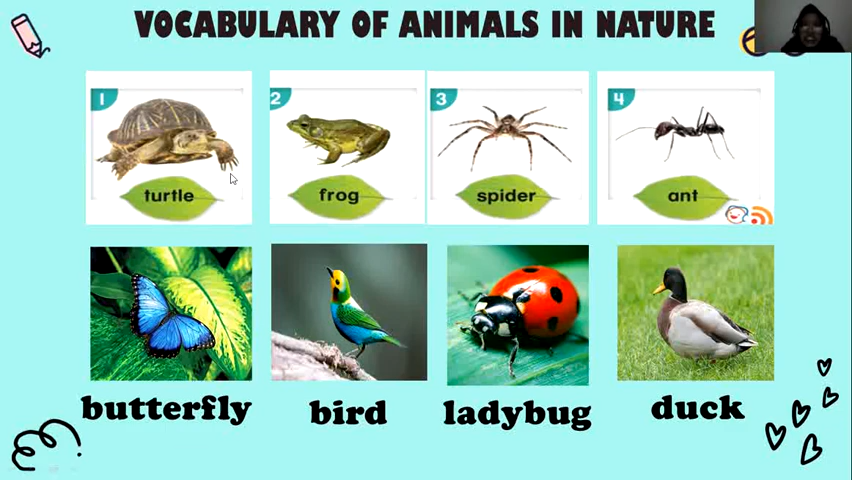 VOCABULARY OF ANIMALS IN NATURE
1 2 3 4
turtle frog spider ant
butterfly bird ladybug duck